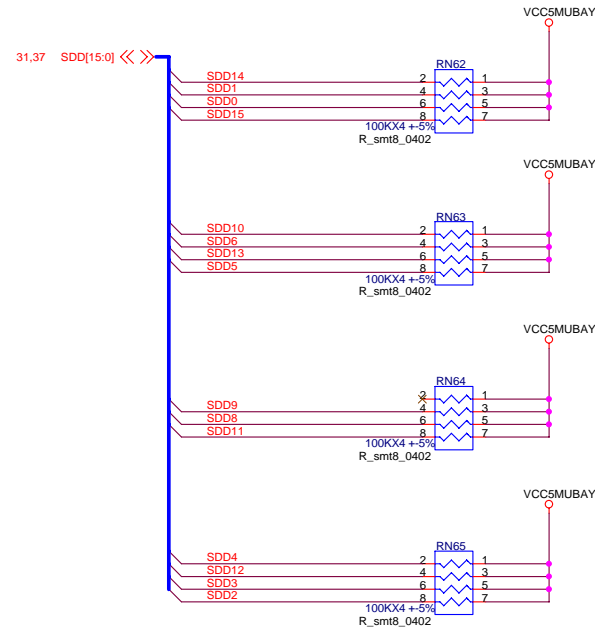 VCC5MUBAY
31,37 SDD[15:0]
RN62
SDD14 2 1
SDD1 4 3
SDD0 6 5
SDD15 8 7
100KX4 +-5%
R_smt8_0402
VCC5MUBAY
RN63
SDD10 2 1
SDD6 4 3
SDD13 6 5
SDD5 8 7
100KX4 +-5%
R_smt8_0402
VCC5MUBAY
RN64
2 1
SDD9 4 3
SDD8 6 5
SDD11 8 7
100KX4 +-5%
R_smt8_0402
VCC5MUBAY
RN65
SDD4 2 1
SDD12 4 3
SDD3 6 5
SDD2 8 7
100KX4 +-5%
R_smt8_0402